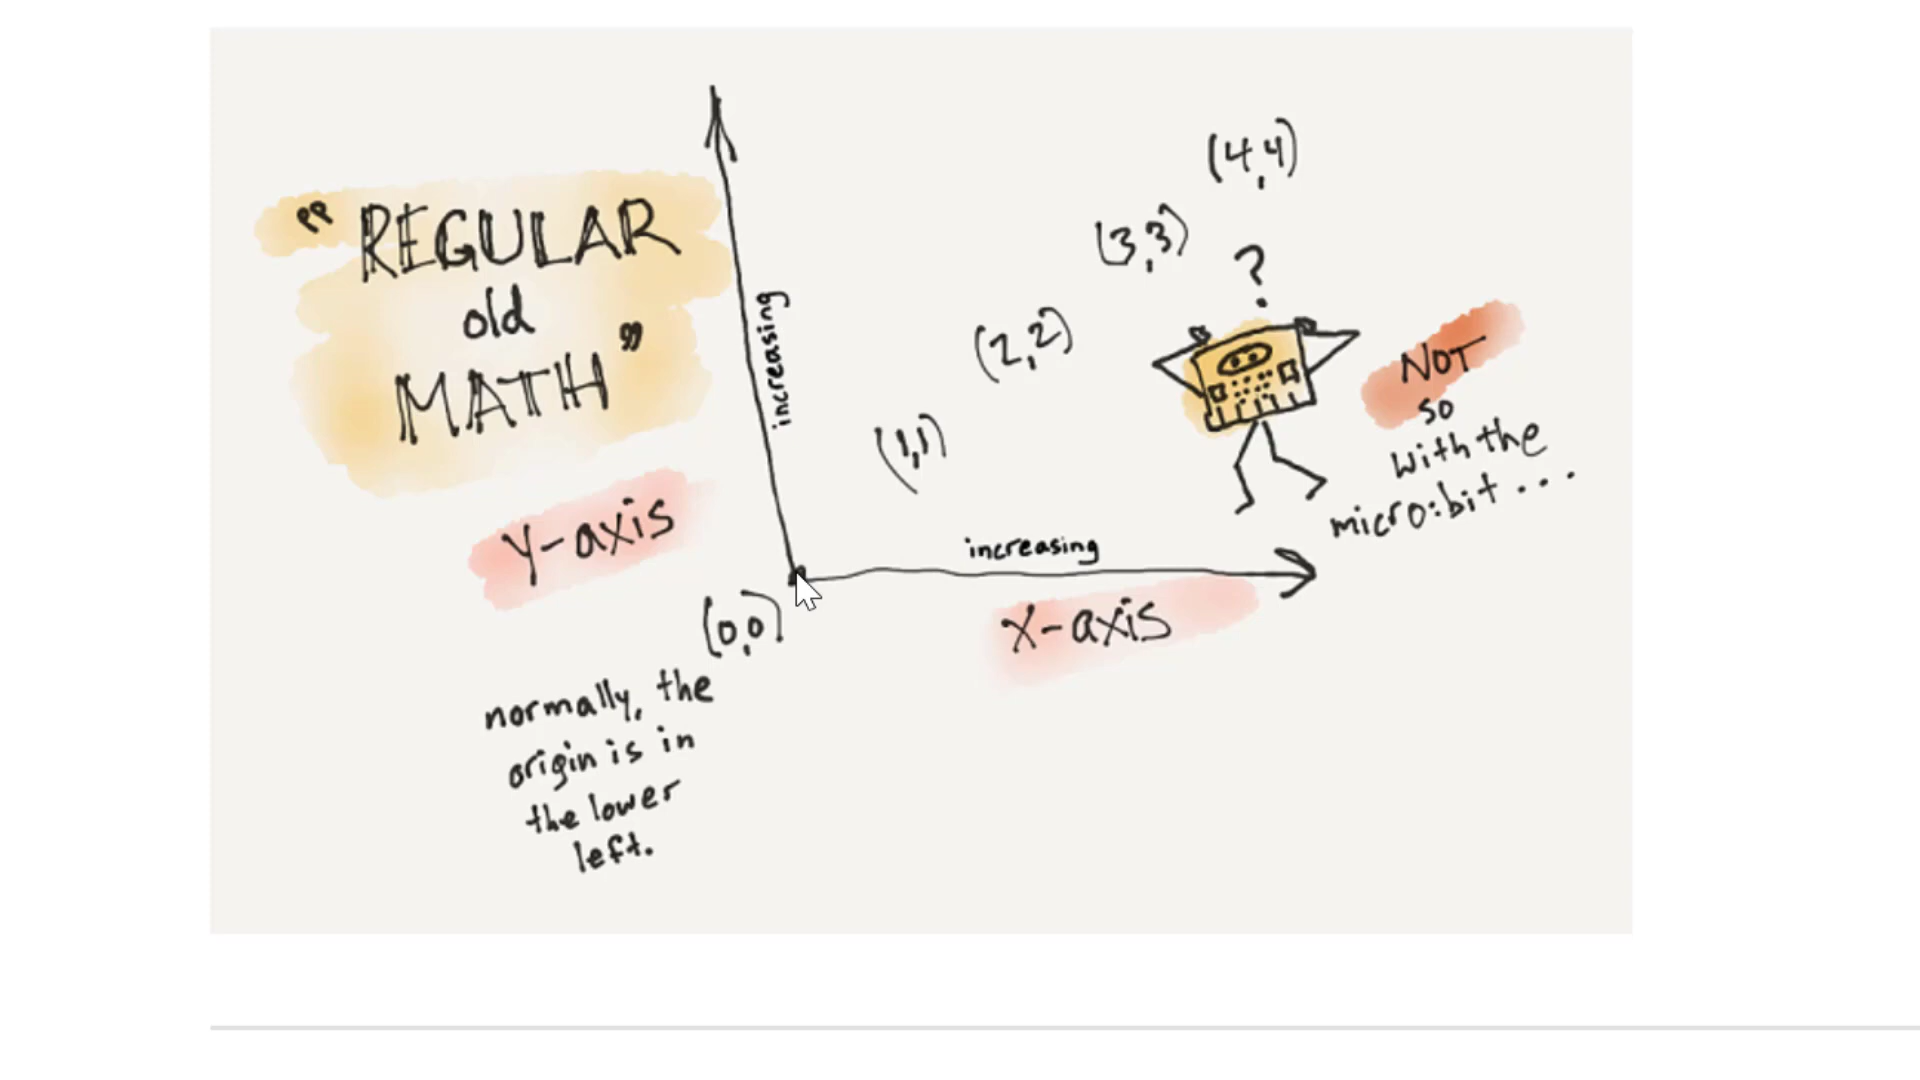 "REGULAR
old
MATH"
Y-axis
increasing
(0,0)
normally, the
origin is in
the lower
left.
(1,1)
(2,2)
(3,3)
(4,4)
?
increasing
X-axis
NOT
so
with the
micro:bit...